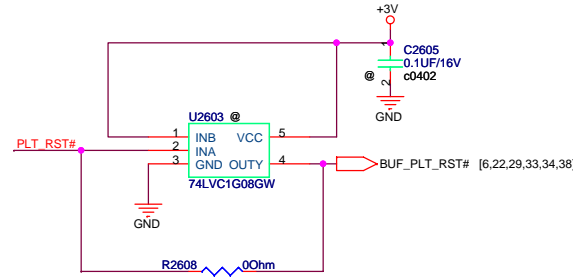 +3V
1
C2605
0.1UF/16V
@
2
c0402
GND
U2603 @
1 INB VCC 5
PLT_RST#
2 INA
3 GND OUTY 4
BUF_PLT_RST# [6,22,29,33,34,38]
74LVC1G08GW
GND
R2608 0Ohm